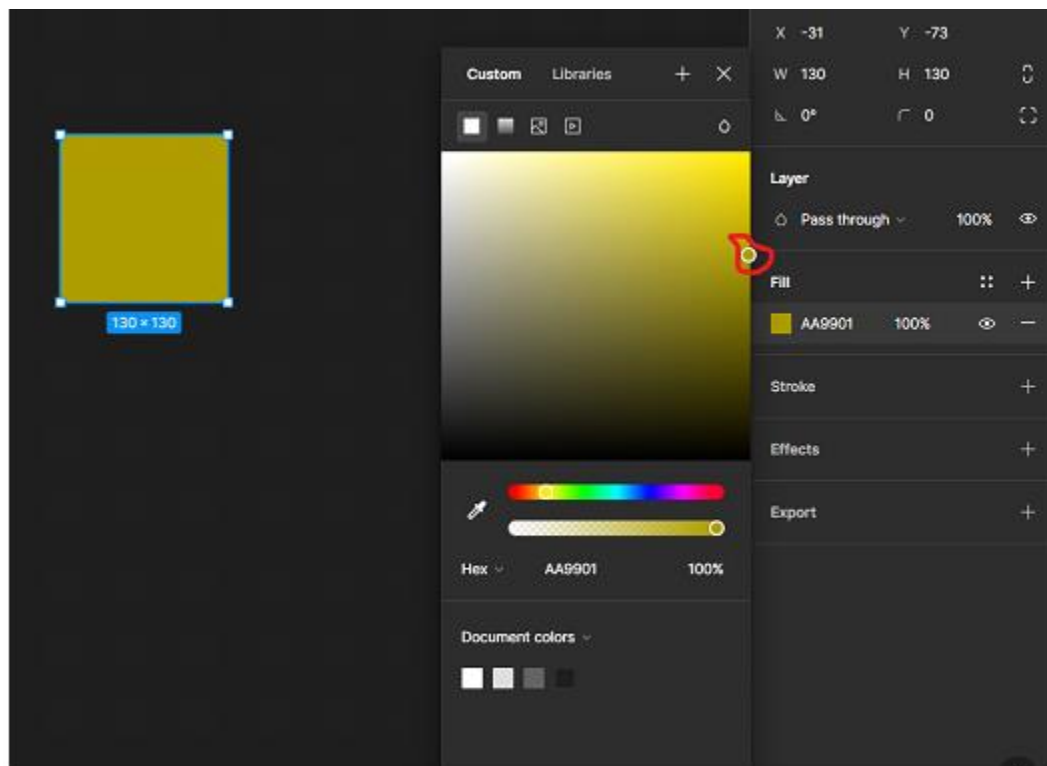 X -31 Y -73
Custom Libraries
W 130 H 130
0° 0
Layer
Pass through 100%
Fill
AA9901 100%
130 × 130
Stroke
Effects
Export
Hex AA9901 100%
Document colors